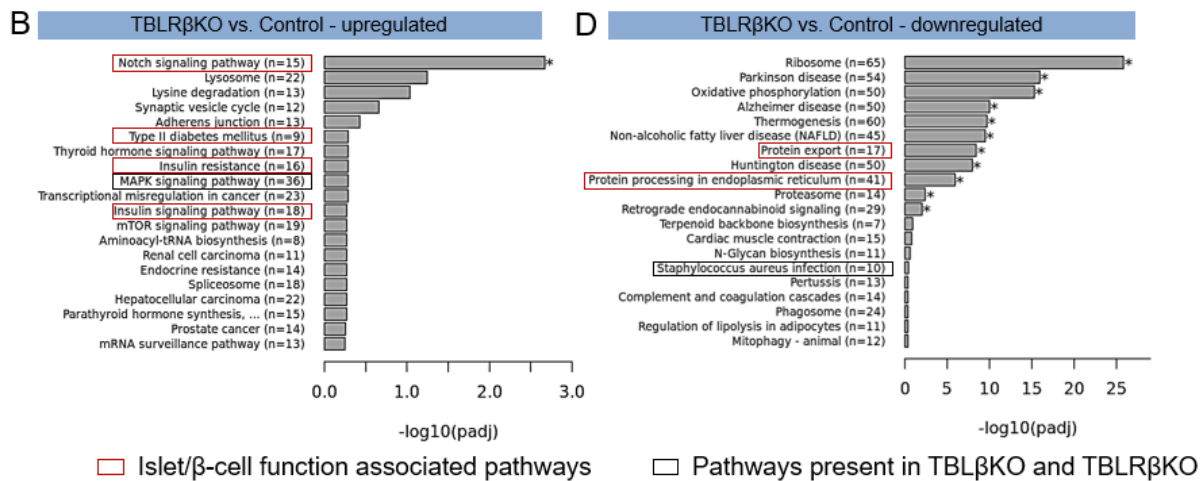 B
TBLRβKO vs. Control - upregulated
Notch signaling pathway (n=15)
*
Lysosome (n=22)
Lysine degradation (n=13)
Synaptic vesicle cycle (n=12)
Adherens junction (n=13)
Type II diabetes mellitus (n=9)
Thyroid hormone signaling pathway (n=17)
Insulin resistance (n=16)
MAPK signaling pathway (n=36)
Transcriptional misregulation in cancer (n=23)
Insulin signaling pathway (n=18)
mTOR signaling pathway (n=19)
Aminoacyl-tRNA biosynthesis (n=8)
Renal cell carcinoma (n=11)
Endocrine resistance (n=14)
Spliceosome (n=18)
Hepatocellular carcinoma (n=22)
Parathyroid hormone synthesis, ... (n=15)
Prostate cancer (n=14)
mRNA surveillance pathway (n=13)
0.0 1.0 2.0 3.0
-log10(padj)
D
TBLRβKO vs. Control - downregulated
Ribosome (n=65) *
Parkinson disease (n=54) *
Oxidative phosphorylation (n=50) *
Alzheimer disease (n=50) *
Thermogenesis (n=60) *
Non-alcoholic fatty liver disease (NAFLD) (n=45) *
Protein export (n=17) *
Huntington disease (n=50) *
Protein processing in endoplasmic reticulum (n=41) *
Proteasome (n=14) *
Retrograde endocannabinoid signaling (n=29) *
Terpenoid backbone biosynthesis (n=7)
Cardiac muscle contraction (n=15)
N-Glycan biosynthesis (n=11)
Staphylococcus aureus infection (n=10)
Pertussis (n=13)
Complement and coagulation cascades (n=14)
Phagosome (n=24)
Regulation of lipolysis in adipocytes (n=11)
Mitophagy - animal (n=12)
0 5 10 15 20 25
-log10(padj)
Islet/β-cell function associated pathways
Pathways present in TBLβKO and TBLRβKO